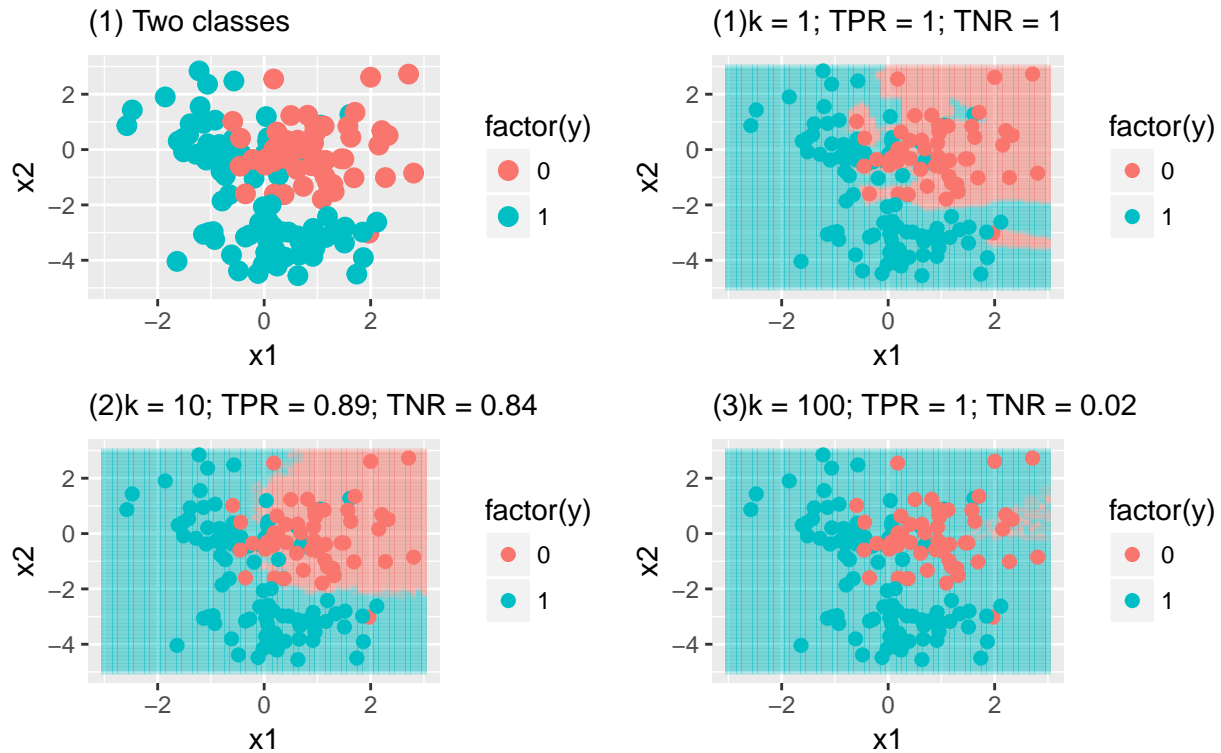 (1) Two classes
x2
2
0
−2
−4
−2 0 2
x1
factor(y)
0
1
(1)k = 1; TPR = 1; TNR = 1
x2
2
0
−2
−4
−2 0 2
x1
factor(y)
0
1
(2)k = 10; TPR = 0.89; TNR = 0.84
x2
2
0
−2
−4
−2 0 2
x1
factor(y)
0
1
(3)k = 100; TPR = 1; TNR = 0.02
x2
2
0
−2
−4
−2 0 2
x1
factor(y)
0
1